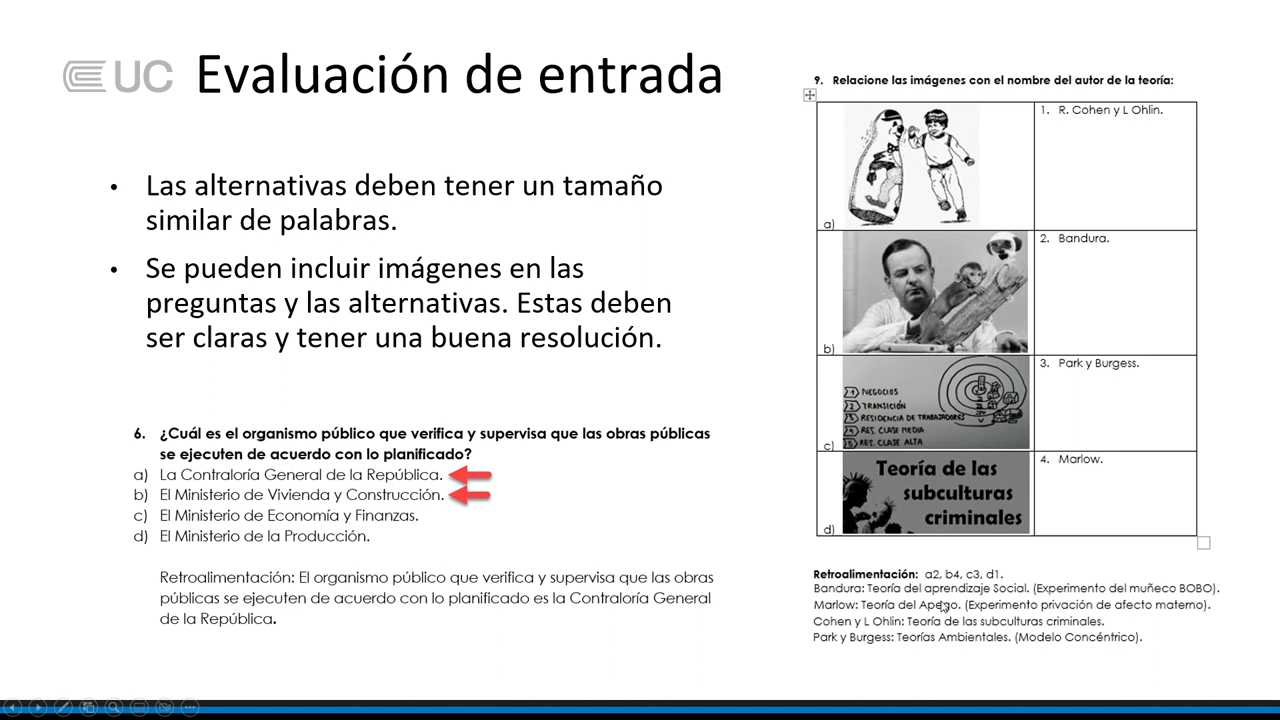 UC Evaluación de entrada
• Las alternativas deben tener un tamaño
similar de palabras.
• Se pueden incluir imágenes en las
preguntas y las alternativas. Estas deben
ser claras y tener una buena resolución.
6. ¿Cuál es el organismo público que verifica y supervisa que las obras públicas
se ejecuten de acuerdo con lo planificado?
a) La Contraloría General de la República.
b) El Ministerio de Vivienda y Construcción.
c) El Ministerio de Economía y Finanzas.
d) El Ministerio de la Producción.
Retroalimentación: El organismo público que verifica y supervisa que las obras
públicas se ejecuten de acuerdo con lo planificado es la Contraloría General
de la República.
9. Relacione las imágenes con el nombre del autor de la teoría:
a)
1. R. Cohen y L Ohlin.
b)
2. Bandura.
1 NEGOCIOS
2 TRANSICIÓN
3 RESIDENCIA DE TRABAJADORES
4 RES. CLASE MEDIA
5 RES. CLASE ALTA
c)
3. Park y Burgess.
Teoría de las
subculturas
criminales
d)
4. Marlow.
Retroalimentación: a2, b4, c3, d1.
Bandura: Teoría del aprendizaje Social. (Experimento del muñeco BOBO).
Marlow: Teoría del Apego. (Experimento privación de afecto materno).
Cohen y L Ohlin: Teoría de las subculturas criminales.
Park y Burgess: Teorías Ambientales. (Modelo Concéntrico).